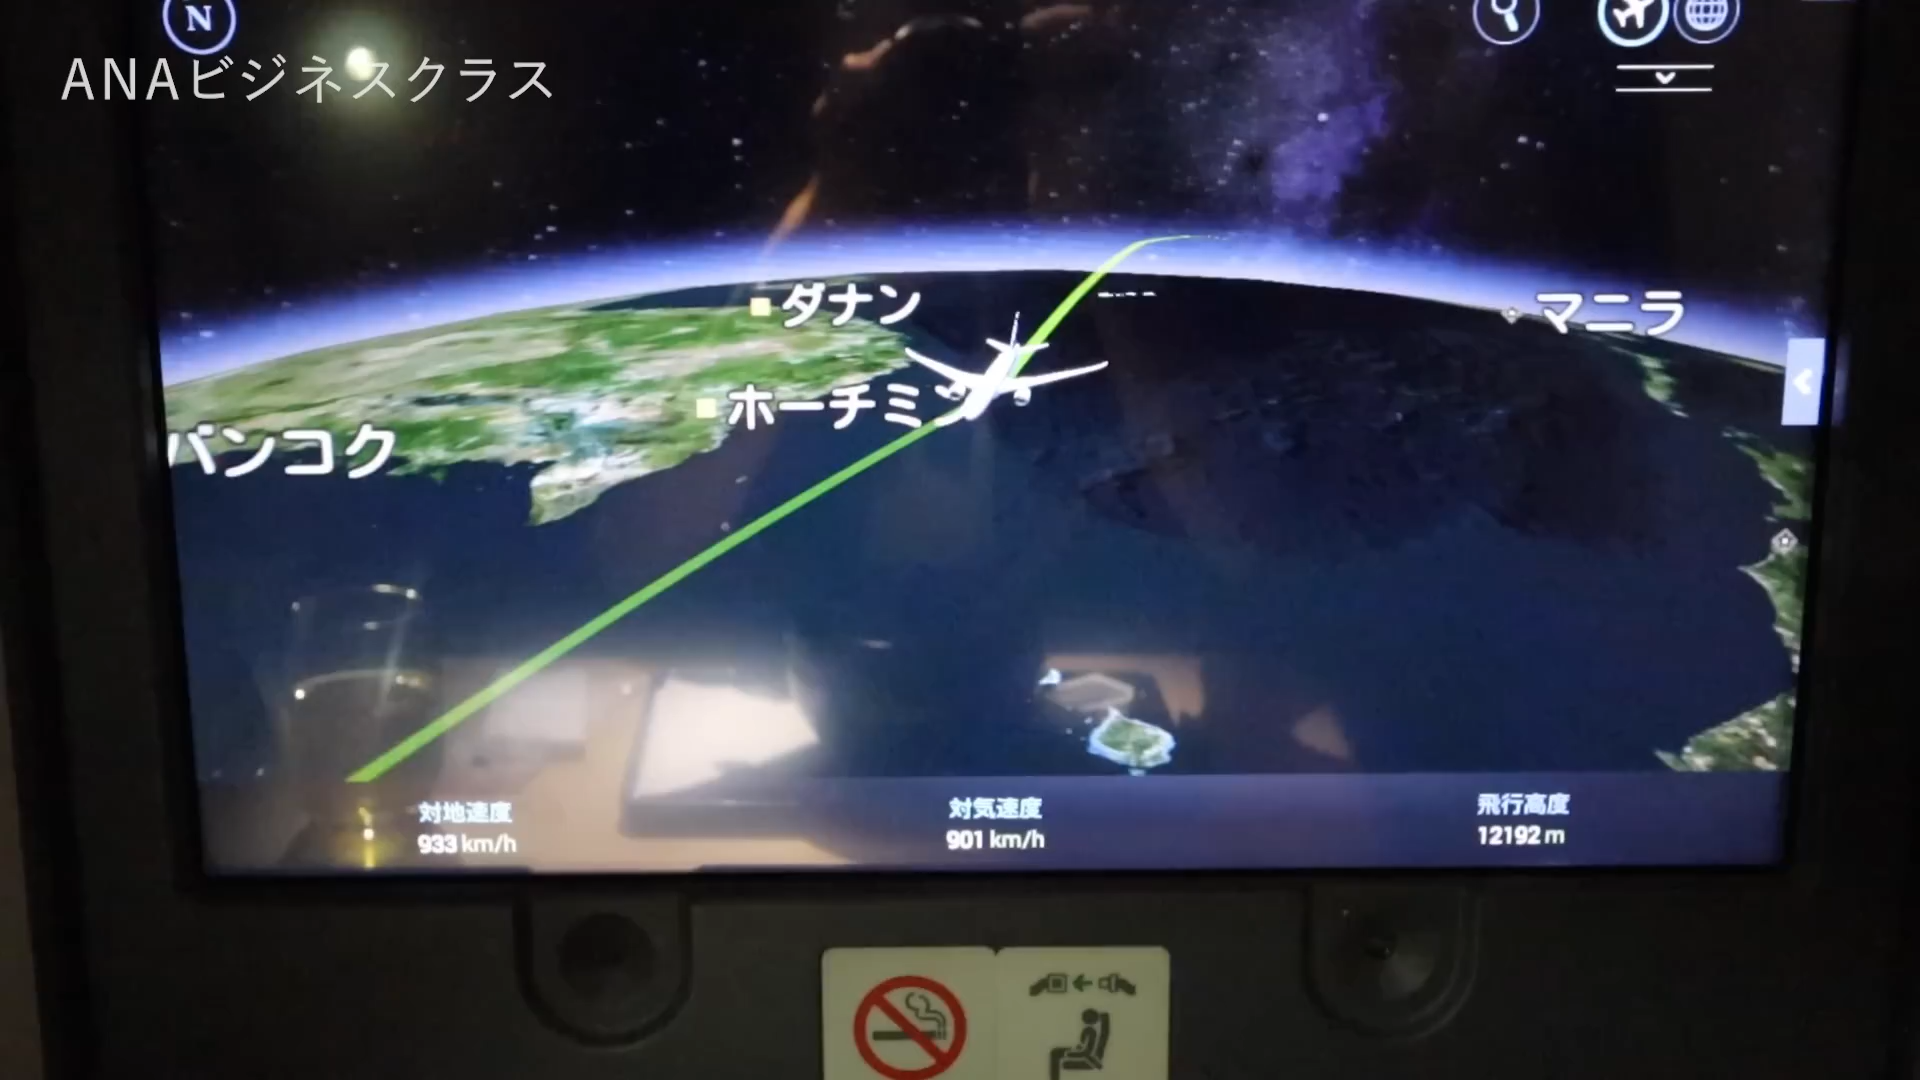 N
ANAビジネスクラス
ダナン
マニラ
ホーチミン
バンコク
対地速度
933 km/h
対気速度
901 km/h
飛行高度
12192 m